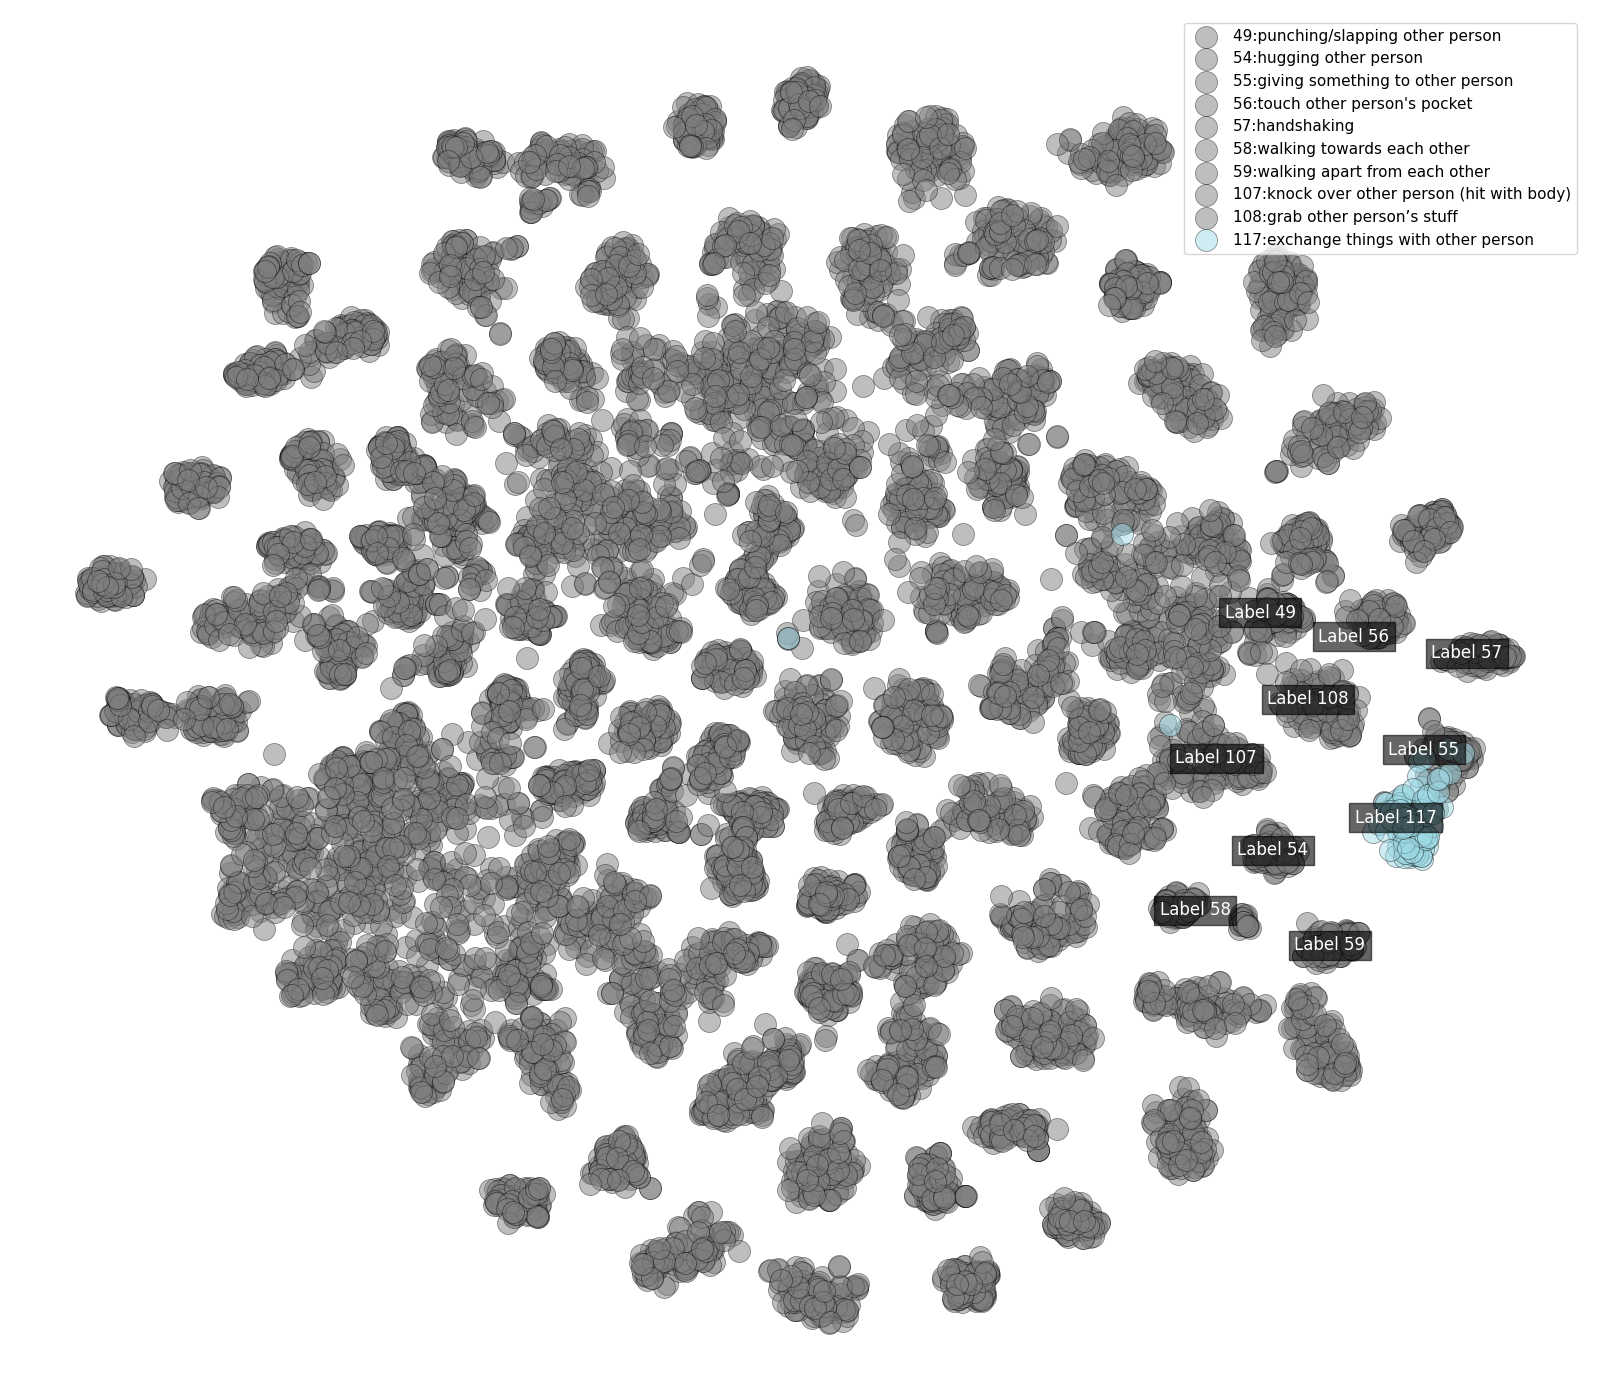 49:punching/slapping other person
54:hugging other person
55:giving something to other person
56:touch other person's pocket
57:handshaking
58:walking towards each other
59:walking apart from each other
107:knock over other person (hit with body)
108:grab other person’s stuff
117:exchange things with other person
Label 49
Label 56
Label 57
Label 108
Label 55
Label 107
Label 117
Label 54
Label 58
Label 59